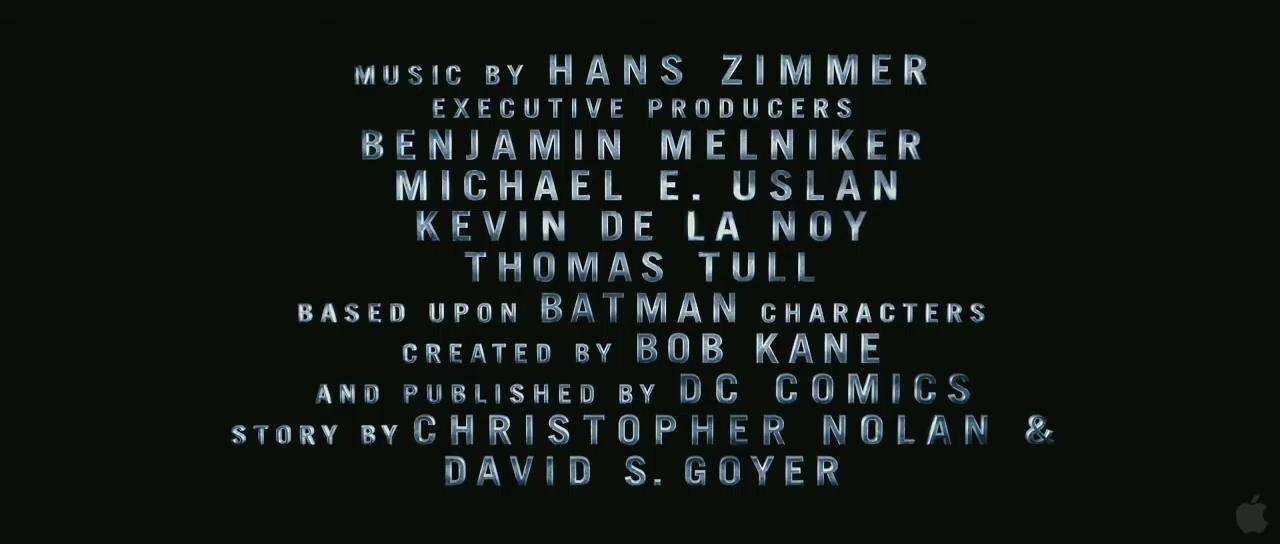 MUSIC BY HANS ZIMMER
EXECUTIVE PRODUCERS
BENJAMIN MELNIKER
MICHAEL E. USLAN
KEVIN DE LA NOY
THOMAS TULL
BASED UPON BATMAN CHARACTERS
CREATED BY BOB KANE
AND PUBLISHED BY DC COMICS
STORY BY CHRISTOPHER NOLAN &
DAVID S. GOYER